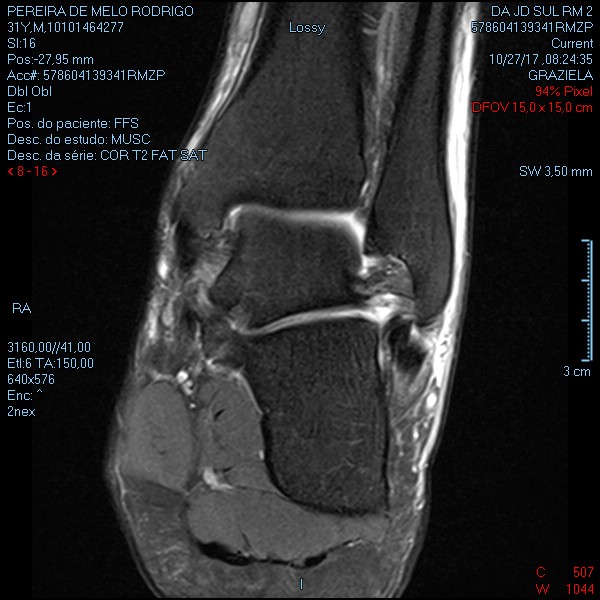 PEREIRA DE MELO RODRIGO
31Y,M,10101464277
Sl:16
Pos:-27,95 mm
Acc#: 578604139341RMZP
Dbl Obl
Ec:1
Pos. do paciente: FFS
Desc. do estudo: MUSC
Desc. da série: COR T2 FAT SAT
< 8 - 16 >
Lossy
DA JD SUL RM 2
578604139351RMZP
Current
10/27/17 ,08:24:35
GRAZIELA
94% Pixel
DFOV 15,0 x 15,0 cm
SW 3,50 mm
RA
3160,00//41,00
Etl:6 TA:150,00
640x576
Enc: ^
2nex
3 cm
I
C 507
W 1044